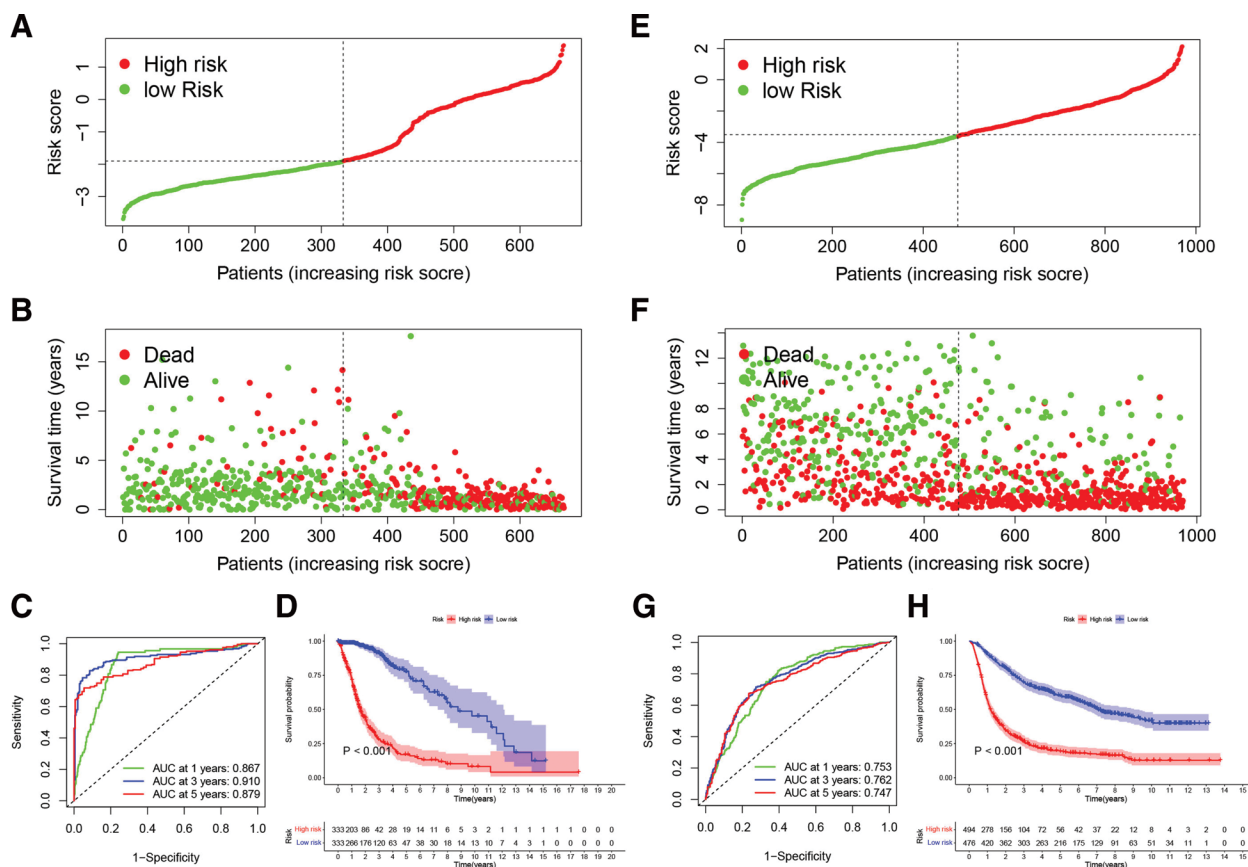 A
Risk score
1
0
−1
−3
High risk
low Risk
0 100 200 300 400 500 600
Patients (increasing risk socre)
E
Risk score
2
0
−4
−8
High risk
low Risk
0 200 400 600 800 1000
Patients (increasing risk socre)
B
Survival time (years)
15
10
5
0
Dead
Alive
0 100 200 300 400 500 600
Patients (increasing risk socre)
F
Survival time (years)
12
8
6
4
2
0
Dead
Alive
0 200 400 600 800 1000
Patients (increasing risk socre)
C
Sensitivity
1.0
0.8
0.6
0.4
0.2
0.0
AUC at 1 years: 0.867
AUC at 3 years: 0.910
AUC at 5 years: 0.879
0.0 0.2 0.4 0.6 0.8 1.0
1−Specificity
D
Risk High risk Low risk
Survival probability
1.00
0.75
0.50
0.25
0.00
P < 0.001
0 1 2 3 4 5 6 7 8 9 10 11 12 13 14 15 16 17 18 19 20
Time(years)
Risk
High risk 333 203 86 42 28 19 14 11 6 5 3 2 1 1 1 1 1 1 0 0 0
Low risk 333 266 176 120 63 47 38 30 18 14 13 10 7 4 3 1 0 0 0 0 0
0 1 2 3 4 5 6 7 8 9 10 11 12 13 14 15 16 17 18 19 20
Time(years)
G
Sensitivity
1.0
0.8
0.6
0.4
0.2
0.0
AUC at 1 years: 0.753
AUC at 3 years: 0.762
AUC at 5 years: 0.747
0.0 0.2 0.4 0.6 0.8 1.0
1−Specificity
H
Risk High risk Low risk
Survival probability
1.00
0.75
0.50
0.25
0.00
P < 0.001
0 1 2 3 4 5 6 7 8 9 10 11 12 13 14 15
Time(years)
Risk
High risk 494 278 156 104 72 56 42 37 22 12 8 4 3 2 0 0
Low risk 476 420 362 303 263 216 175 129 91 63 51 34 11 1 0 0
0 1 2 3 4 5 6 7 8 9 10 11 12 13 14 15
Time(years)